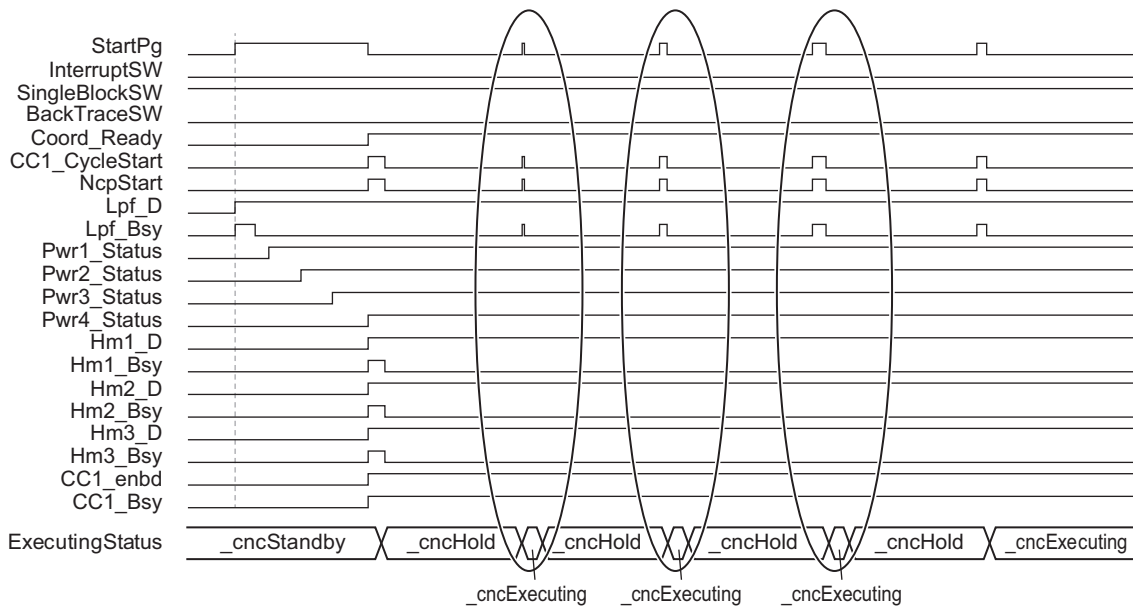 StartPg
InterruptSW
SingleBlockSW
BackTraceSW
Coord_Ready
CC1_CycleStart
NcpStart
Lpf_D
Lpf_Bsy
Pwr1_Status
Pwr2_Status
Pwr3_Status
Pwr4_Status
Hm1_D
Hm1_Bsy
Hm2_D
Hm2_Bsy
Hm3_D
Hm3_Bsy
CC1_enbd
CC1_Bsy
ExecutingStatus _cncStandby _cncHold _cncHold _cncHold _cncHold _cncExecuting
_cncExecuting _cncExecuting _cncExecuting